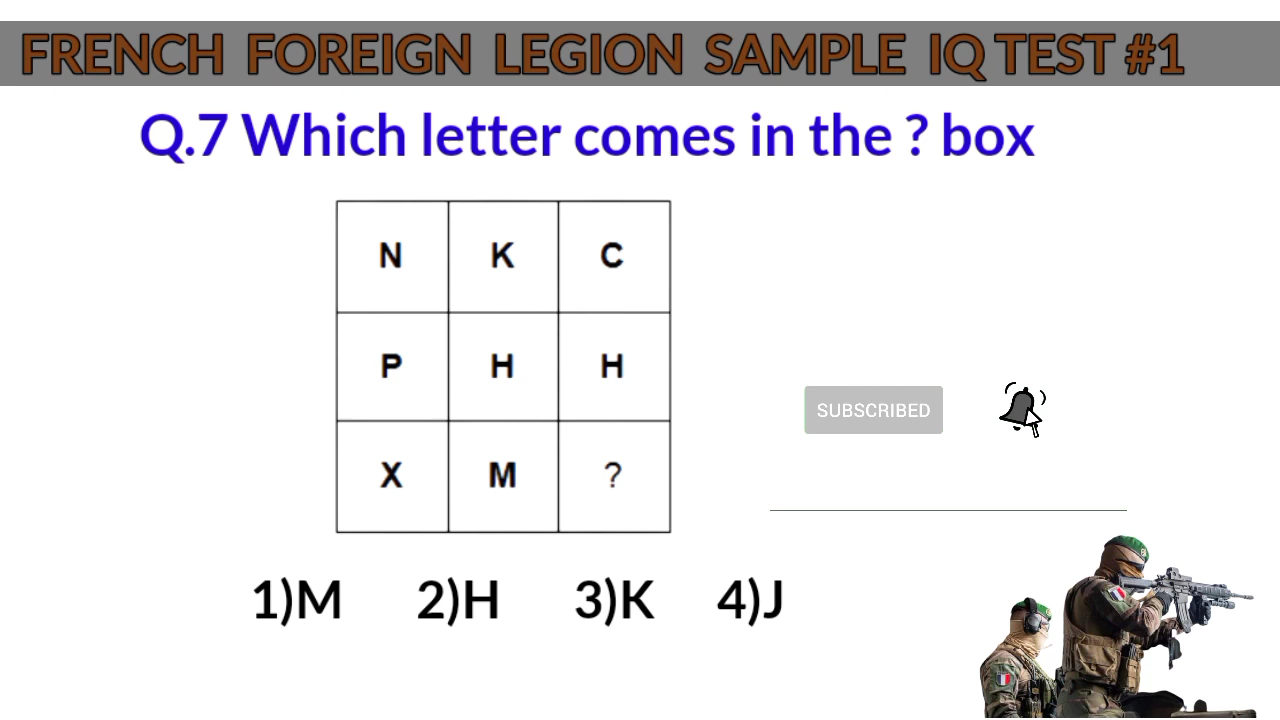 FRENCH FOREIGN LEGION SAMPLE IQ TEST #1
Q.7 Which letter comes in the ? box
N K C
P H H
X M ?
SUBSCRIBED
1)M 2)H 3)K 4)J